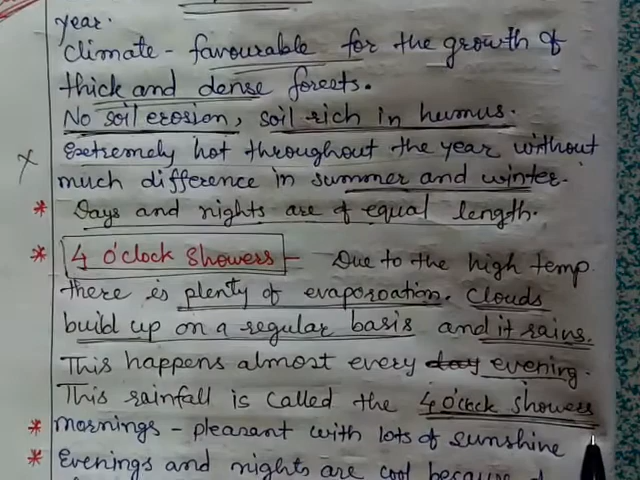 year.
Climate - favourable for the growth of
thick and dense forests.
No soil erosion, soil rich in humus.
Extremely hot throughout the year without
much difference in summer and winter.
* Days and nights are of equal length.
* 4 o'clock showers - Due to the high temp.
there is plenty of evaporation. Clouds
build up on a regular basis and it rains.
This happens almost every day evening.
This rainfall is called the 4 o'clock showers
* Mornings - pleasant with lots of sunshine
* Evenings and nights are cool because